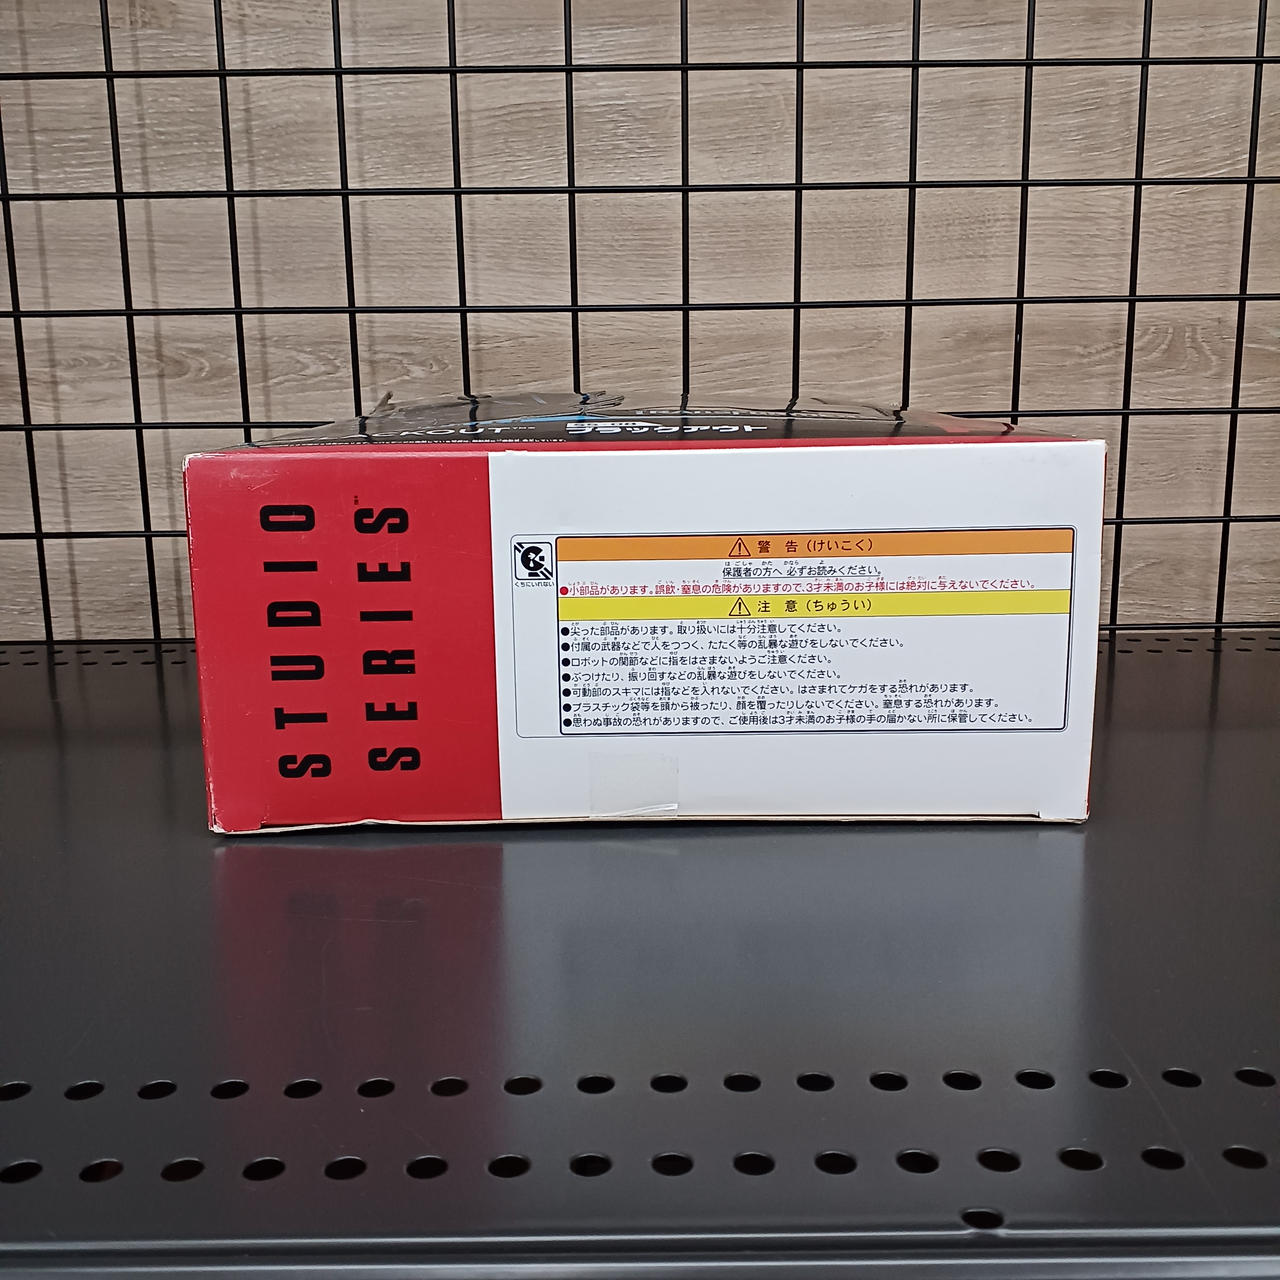 ブラックアウト
STUDIO
SERIES
くちにいれない
警 告（けいこく）
保護者の方へ 必ずお読みください。
●小部品があります。誤飲・窒息の危険がありますので、3才未満のお子様には絶対に与えないでください。
注 意（ちゅうい）
●尖った部品があります。取り扱いには十分注意してください。
●付属の武器などで人をつつく、たたく等の乱暴な遊びをしないでください。
●ロボットの関節などに指をはさまないようご注意ください。
●ぶつけたり、振り回すなどの乱暴な遊びをしないでください。
●可動部のスキマには指などを入れないでください。はさまれてケガをする恐れがあります。
●プラスチック袋等を頭から被ったり、顔を覆ったりしないでください。窒息する恐れがあります。
●思わぬ事故の恐れがありますので、ご使用後は3才未満のお子様の手の届かない所に保管してください。